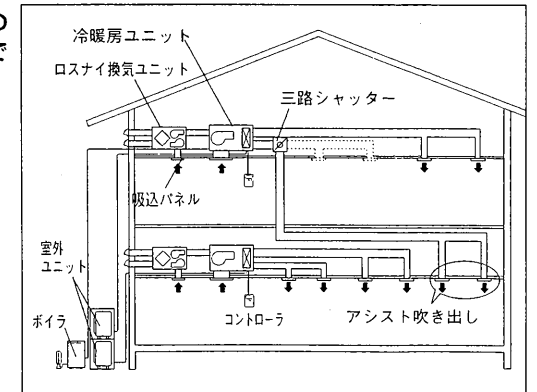 の
で
冷暖房ユニット
ロスナイ換気ユニット
三路シャッター
吸込パネル
室外
ユニット
ボイラ
コントローラ
アシスト吹き出し